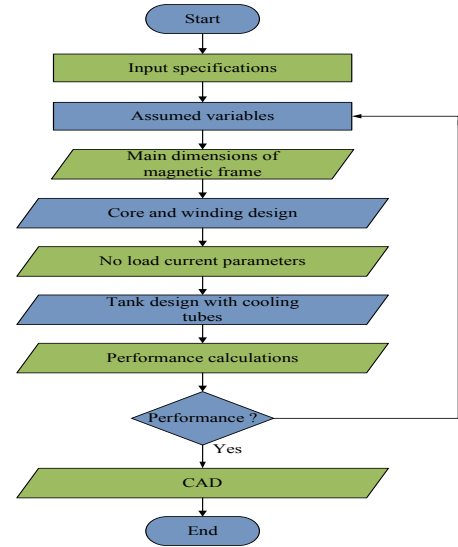 Start
Input specifications
Assumed variables
Main dimensions of
magnetic frame
Core and winding design
No load current parameters
Tank design with cooling
tubes
Performance calculations
Performance ?
Yes
CAD
End